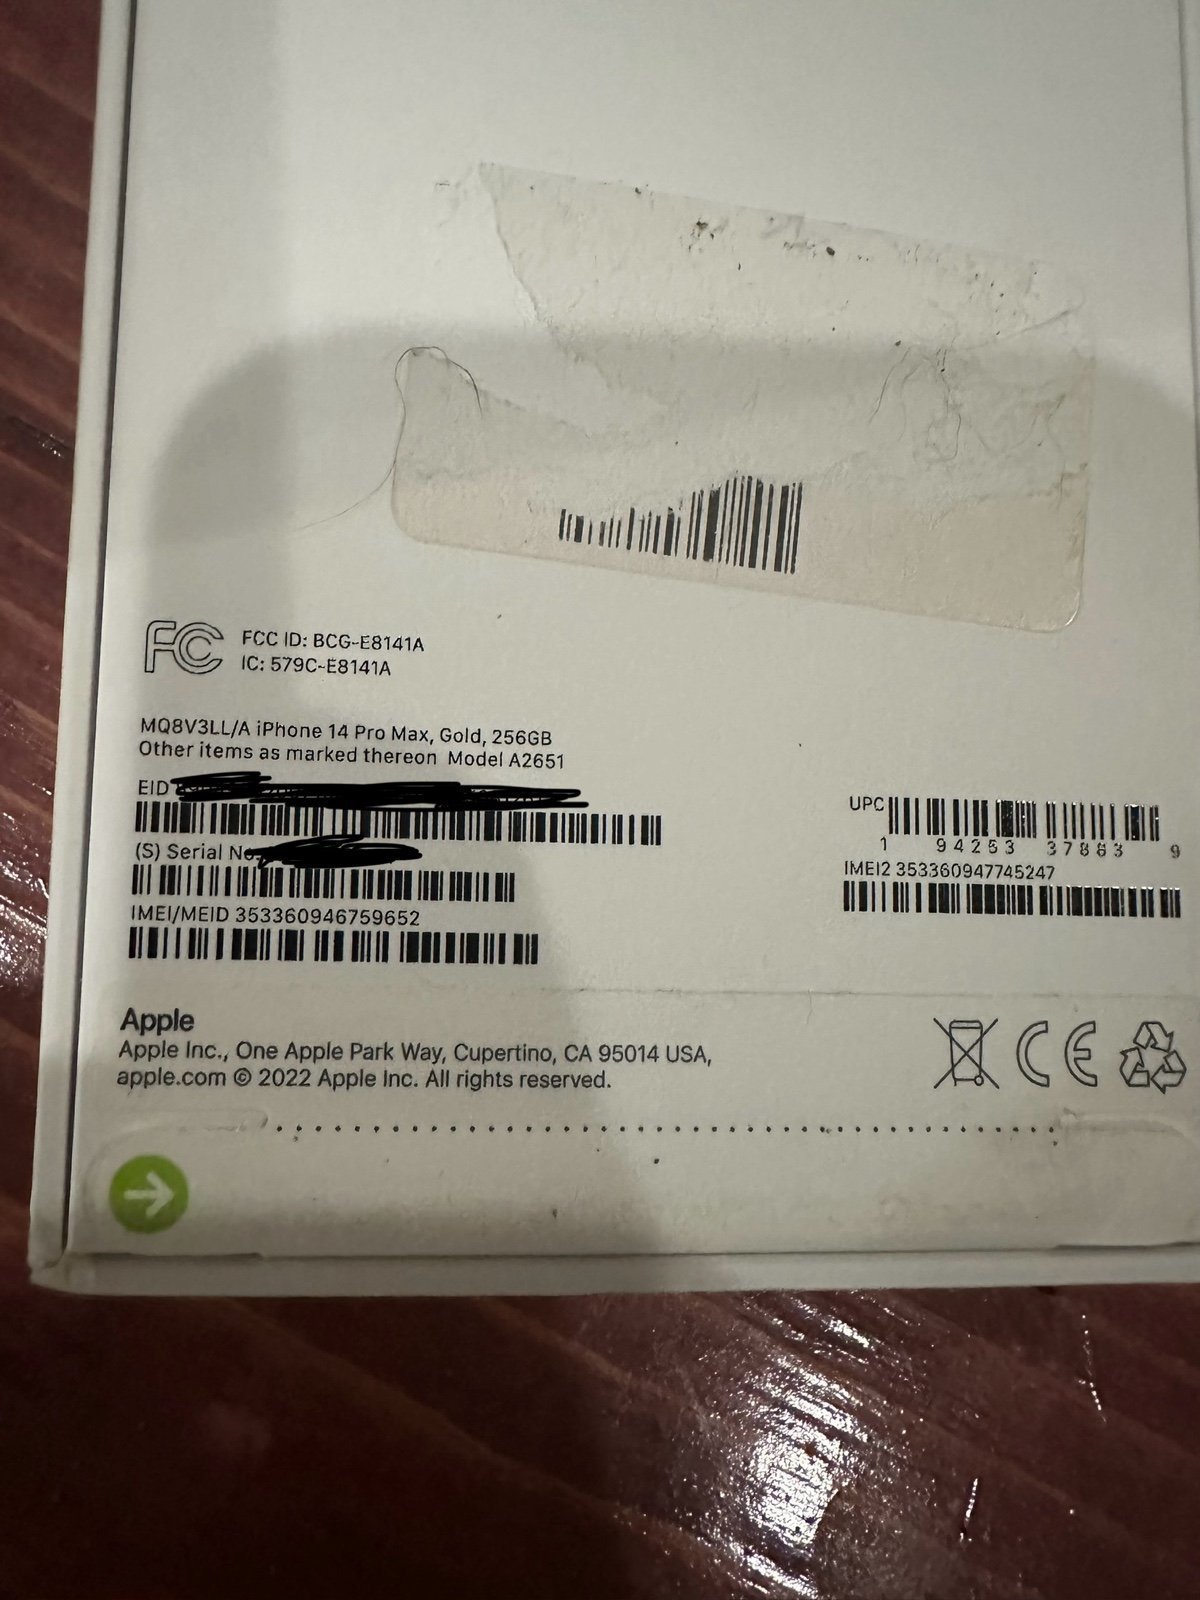 FC
FCC ID: BCG-E8141A
IC: 579C-E8141A
MQ8V3LL/A iPhone 14 Pro Max, Gold, 256GB
Other items as marked thereon Model A2651
EID
(S) Serial No.
IMEI/MEID 353360946759652
UPC
1 94253 37883 9
IMEI2 353360947745247
Apple
Apple Inc., One Apple Park Way, Cupertino, CA 95014 USA,
apple.com © 2022 Apple Inc. All rights reserved.
CE